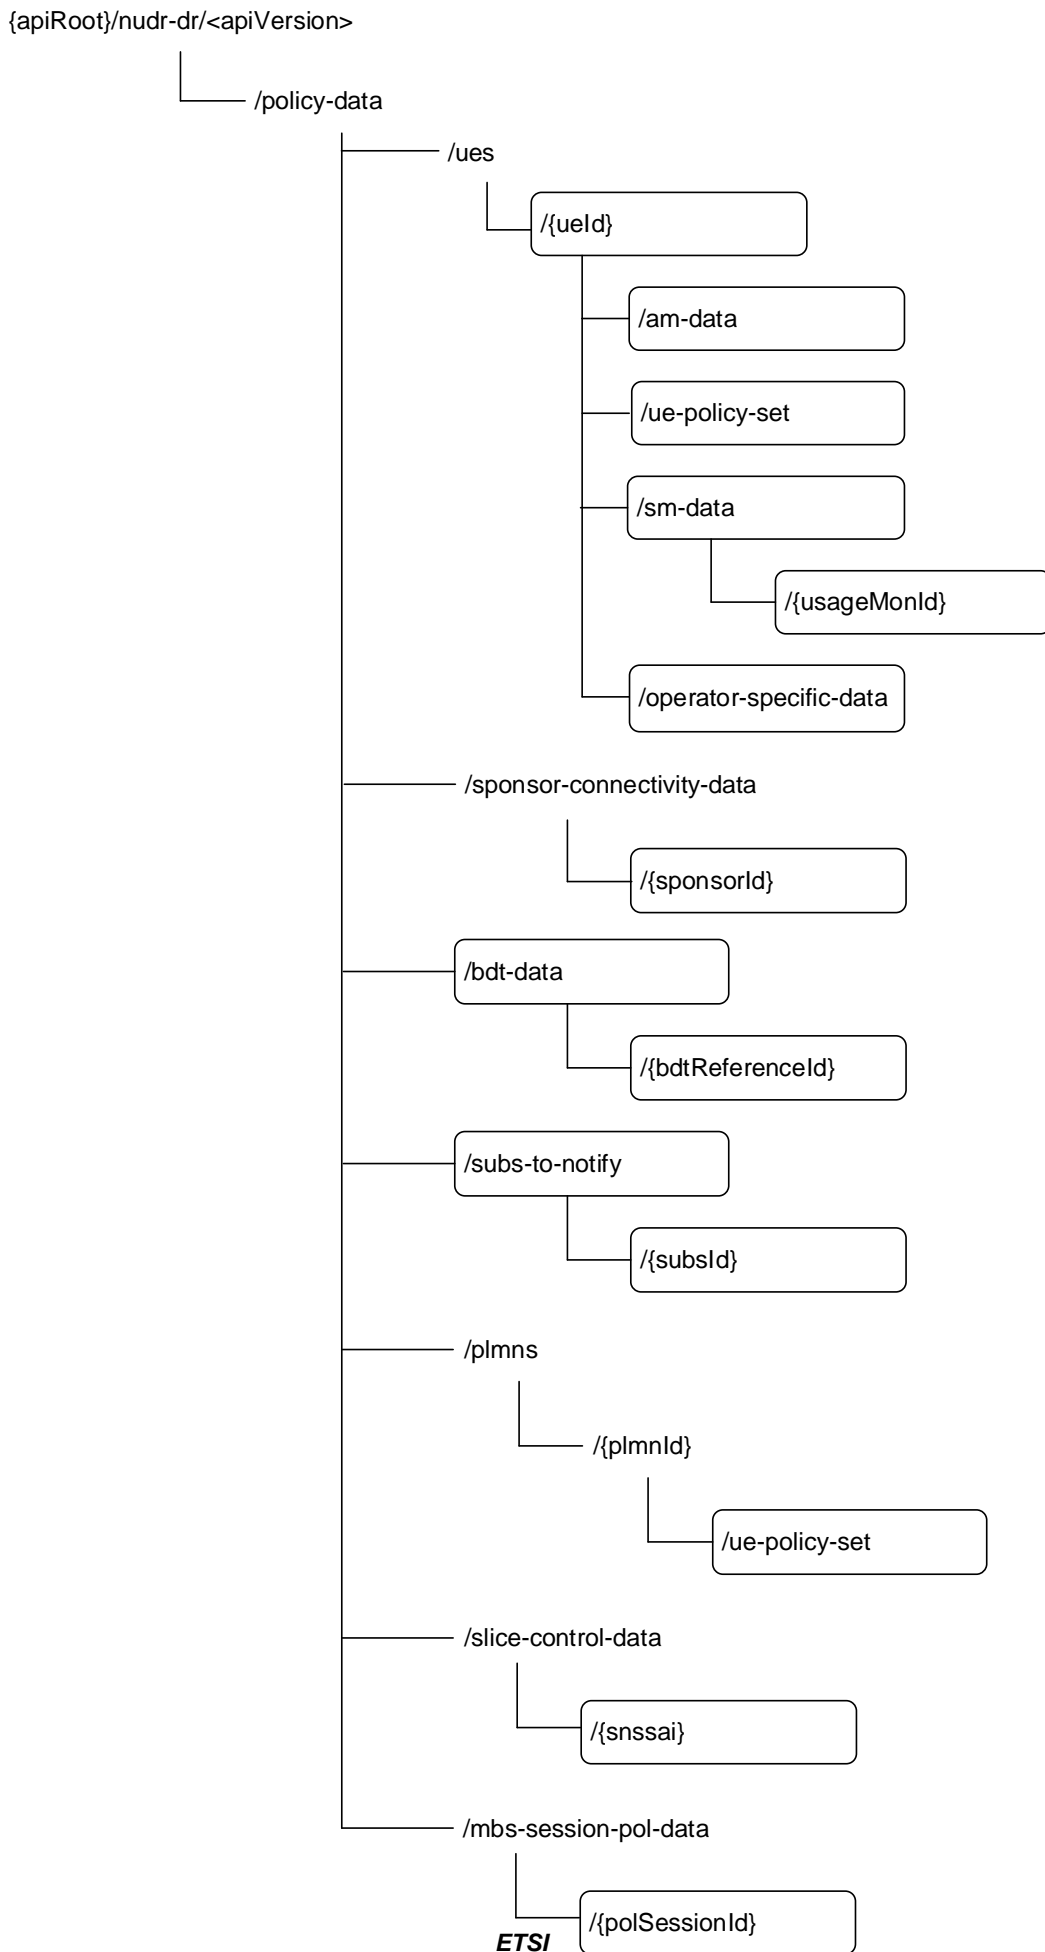 {apiRoot}/nudr-dr/<apiVersion>
/policy-data
/ues
/{ueId}
/am-data
/ue-policy-set
/sm-data
/{usageMonId}
/operator-specific-data
/sponsor-connectivity-data
/{sponsorId}
/bdt-data
/{bdtReferenceId}
/subs-to-notify
/{subsId}
/plmns
/{plmnId}
/ue-policy-set
/slice-control-data
/{snssai}
/mbs-session-pol-data
/{polSessionId}
ETSI